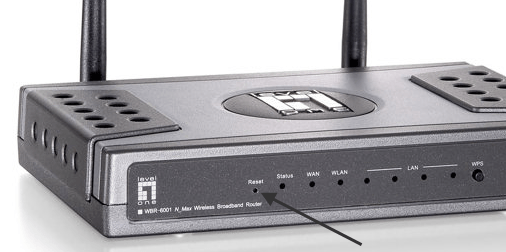 level
one
Reset
Status
WAN
WLAN
LAN
WPS
WBR-6001 N_Max Wireless Broadband Router